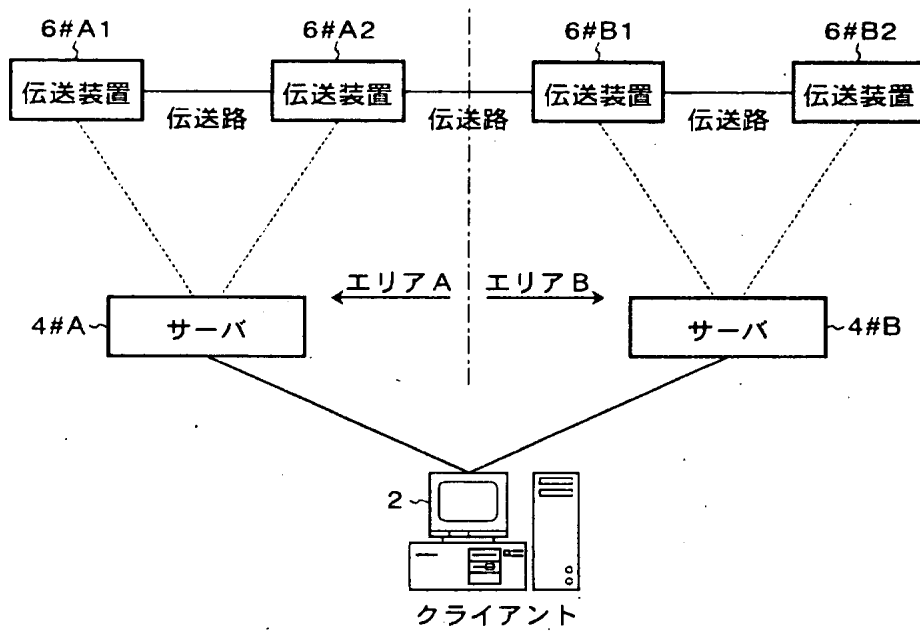 6#A1
6#A2
6#B1
6#B2
伝送装置
伝送装置
伝送装置
伝送装置
伝送路
伝送路
伝送路
エリアA
エリアB
4#A
サーバ
サーバ
4#B
2
クライアント